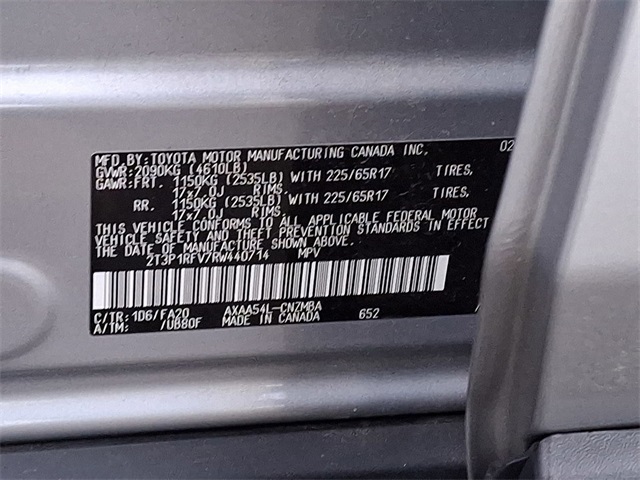 MFD.BY:TOYOTA MOTOR MANUFACTURING CANADA INC. 02
GVWR:2090KG (4610LB)
GAWR:FRT. 1150KG (2535LB) WITH 225/65R17 TIRES,
17x7.0J RIMS.
RR. 1150KG (2535LB) WITH 225/65R17 TIRES,
17x7.0J RIMS.
THIS VEHICLE CONFORMS TO ALL APPLICABLE FEDERAL MOTOR
VEHICLE SAFETY AND THEFT PREVENTION STANDARDS IN EFFECT
ON THE DATE OF MANUFACTURE SHOWN ABOVE.
2T3P1RFV7RW440714 MPV
C/TR:1D6/FA20 AXAA54L-CNZMBA
A/TM: /UB80F MADE IN CANADA 652